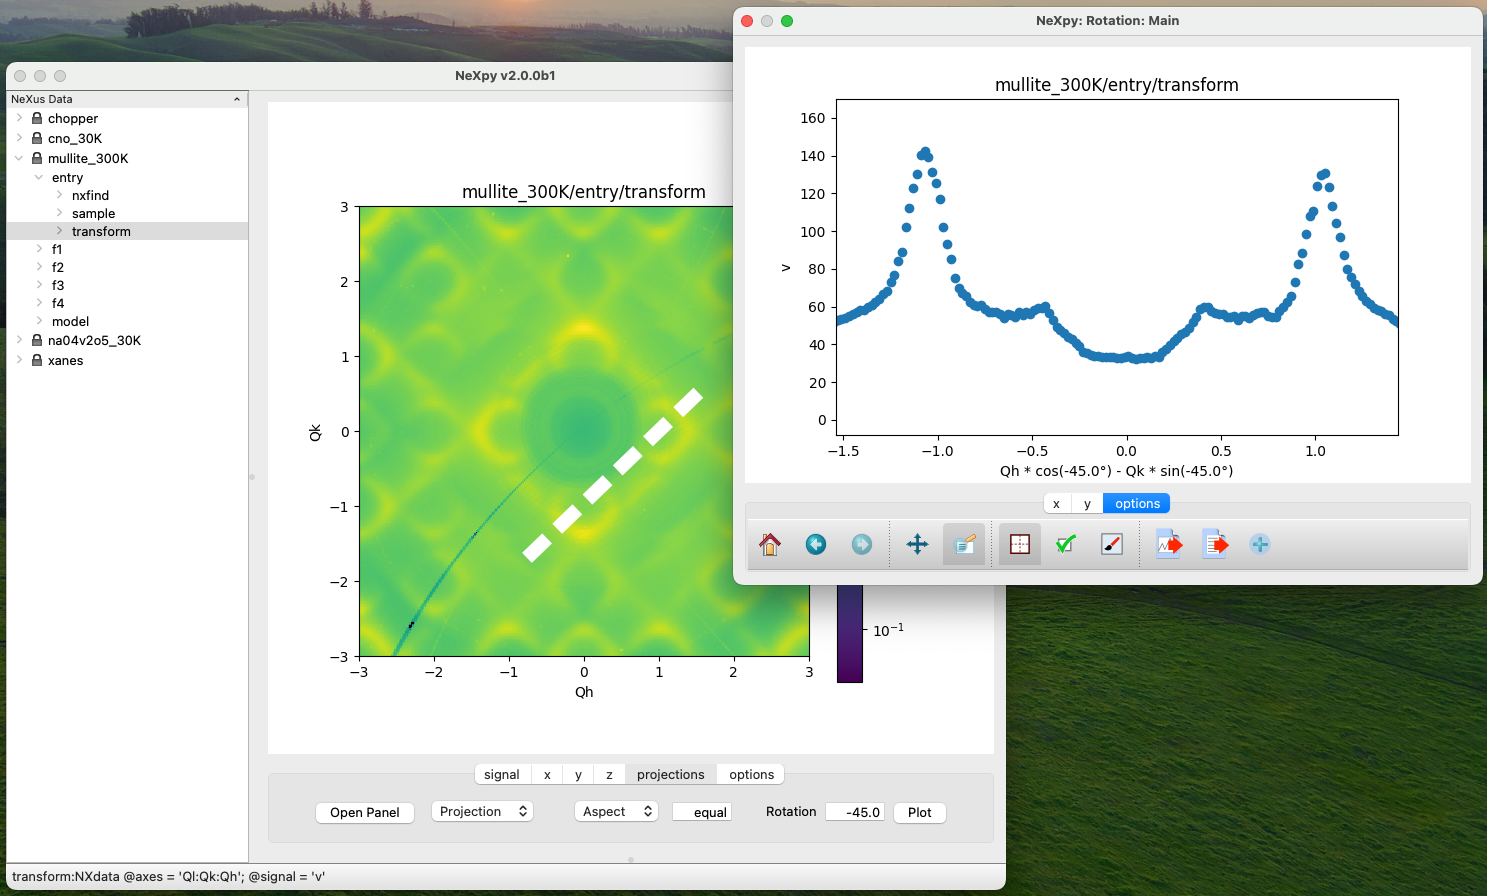 NeXpy v2.0.0b1
NeXus Data
chopper
cno_30K
mullite_300K
entry
nxfind
sample
transform
f1
f2
f3
f4
model
na04v2o5_30K
xanes
mullite_300K/entry/transform
3
2
1
0
−1
−2
−3
Qk
−3 −2 −1 0 1 2 3
Qh
10⁻¹
signal x y z projections options
Open Panel Projection Aspect equal Rotation -45.0 Plot
transform:NXdata @axes = 'Ql:Qk:Qh'; @signal = 'v'
NeXpy: Rotation: Main
mullite_300K/entry/transform
160
140
120
100
80
60
40
20
0
v
−1.5 −1.0 −0.5 0.0 0.5 1.0
Qh * cos(-45.0°) - Qk * sin(-45.0°)
x y options